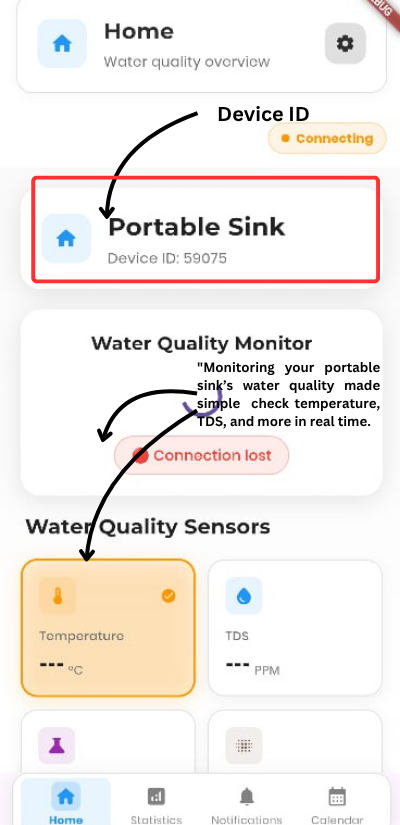 BUG
Home
Water quality overview
Device ID
Connecting
Portable Sink
Device ID: 59075
Water Quality Monitor
"Monitoring your portable
sink's water quality made
simple check temperature,
TDS, and more in real time.
Connection lost
Water Quality Sensors
Temperature
TDS
--- °C
--- PPM
Home
Statistics
Notifications
Calendar